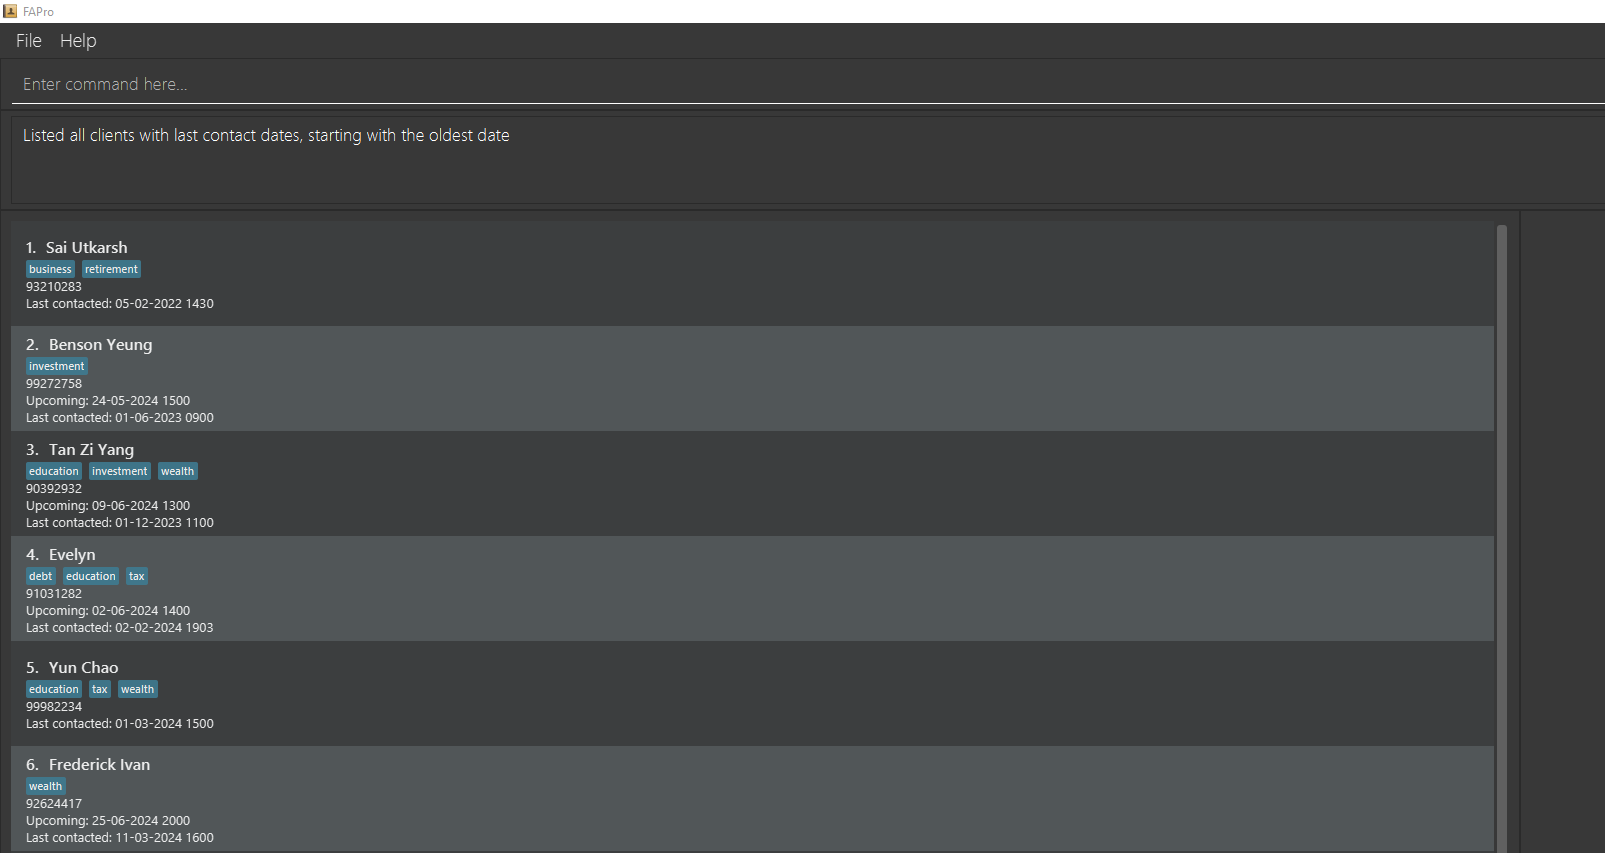 FAPro
File Help
Enter command here...
Listed all clients with last contact dates, starting with the oldest date
1. Sai Utkarsh
business retirement
93210283
Last contacted: 05-02-2022 1430
2. Benson Yeung
investment
99272758
Upcoming: 24-05-2024 1500
Last contacted: 01-06-2023 0900
3. Tan Zi Yang
education investment wealth
90392932
Upcoming: 09-06-2024 1300
Last contacted: 01-12-2023 1100
4. Evelyn
debt education tax
91031282
Upcoming: 02-06-2024 1400
Last contacted: 02-02-2024 1903
5. Yun Chao
education tax wealth
99982234
Last contacted: 01-03-2024 1500
6. Frederick Ivan
wealth
92624417
Upcoming: 25-06-2024 2000
Last contacted: 11-03-2024 1600